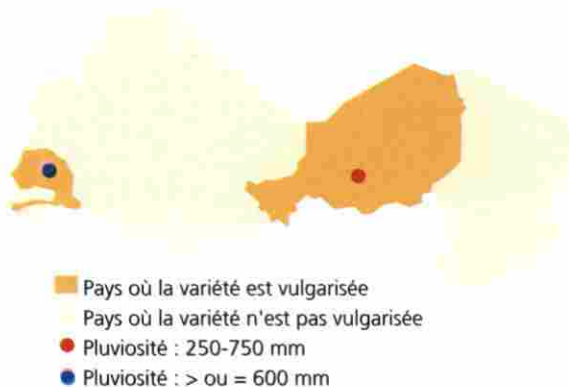 Pays où la variété est vulgarisée
Pays où la variété n'est pas vulgarisée
Pluviosité : 250-750 mm
Pluviosité : > ou = 600 mm